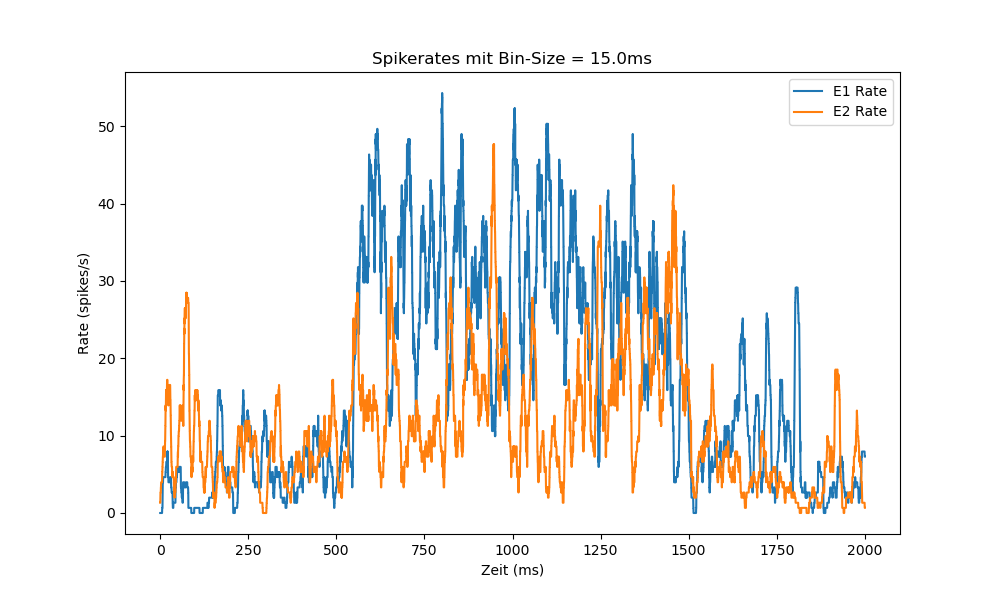 Spikerates mit Bin-Size = 15.0ms
E1 Rate
E2 Rate
Rate (spikes/s)
50
40
30
20
10
0
0 250 500 750 1000 1250 1500 1750 2000
Zeit (ms)